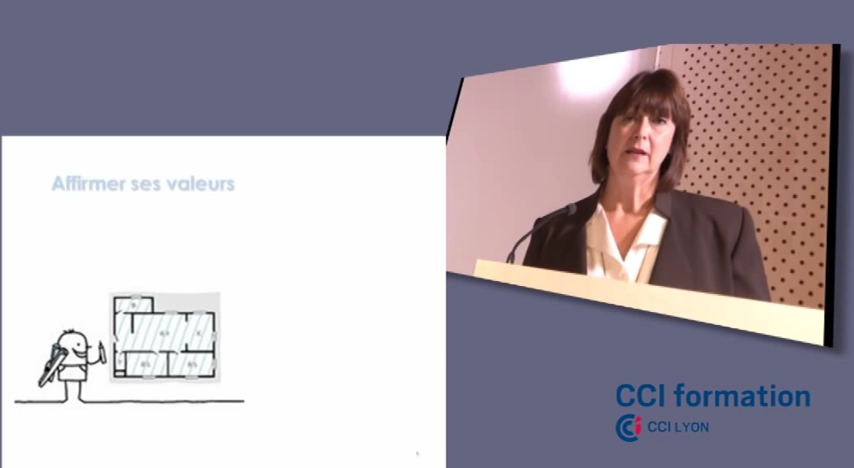 Affirmer ses valeurs
CCI formation
CCI LYON